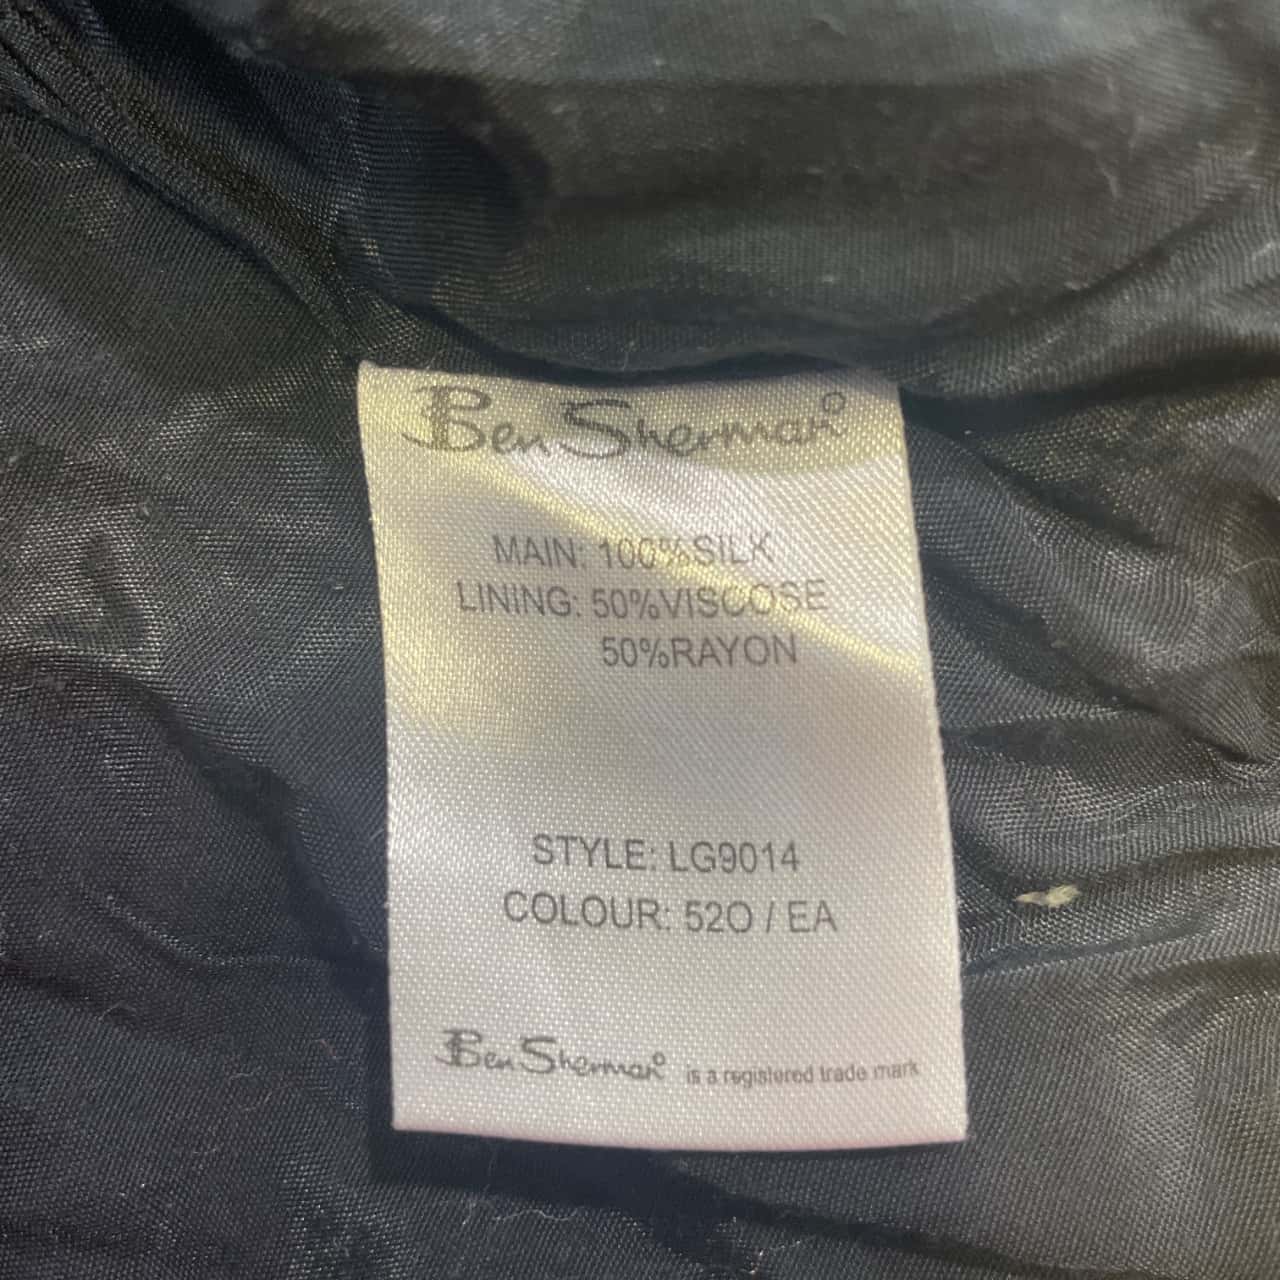 Ben Sherman
MAIN: 100%SILK
LINING: 50%VISCOSE
50%RAYON
STYLE: LG9014
COLOUR: 52O / EA
Ben Sherman® is a registered trade mark